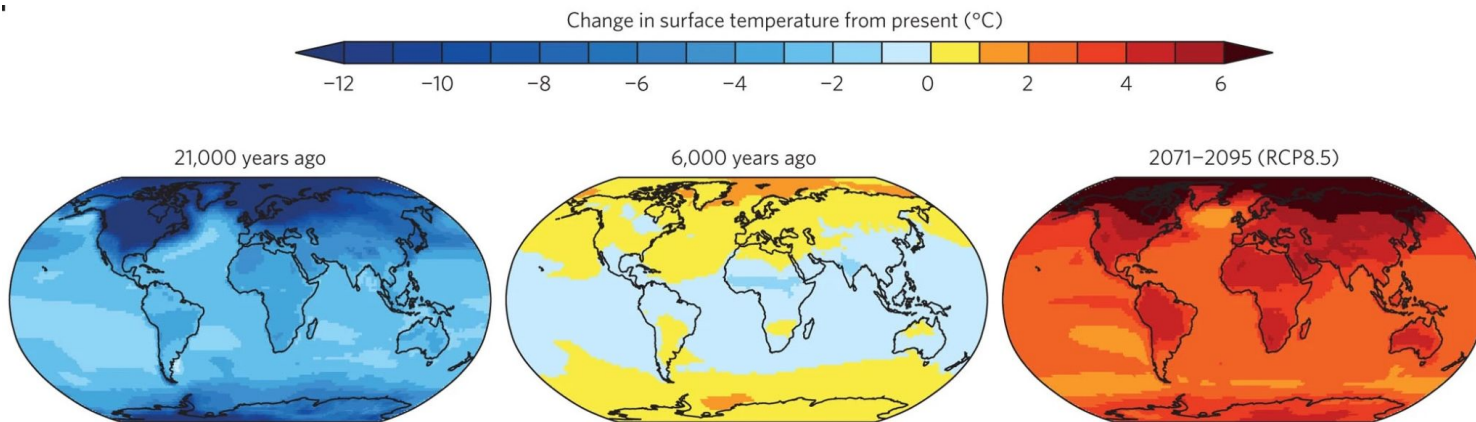 Change in surface temperature from present (°C)
−12 −10 −8 −6 −4 −2 0 2 4 6
21,000 years ago 6,000 years ago 2071–2095 (RCP8.5)